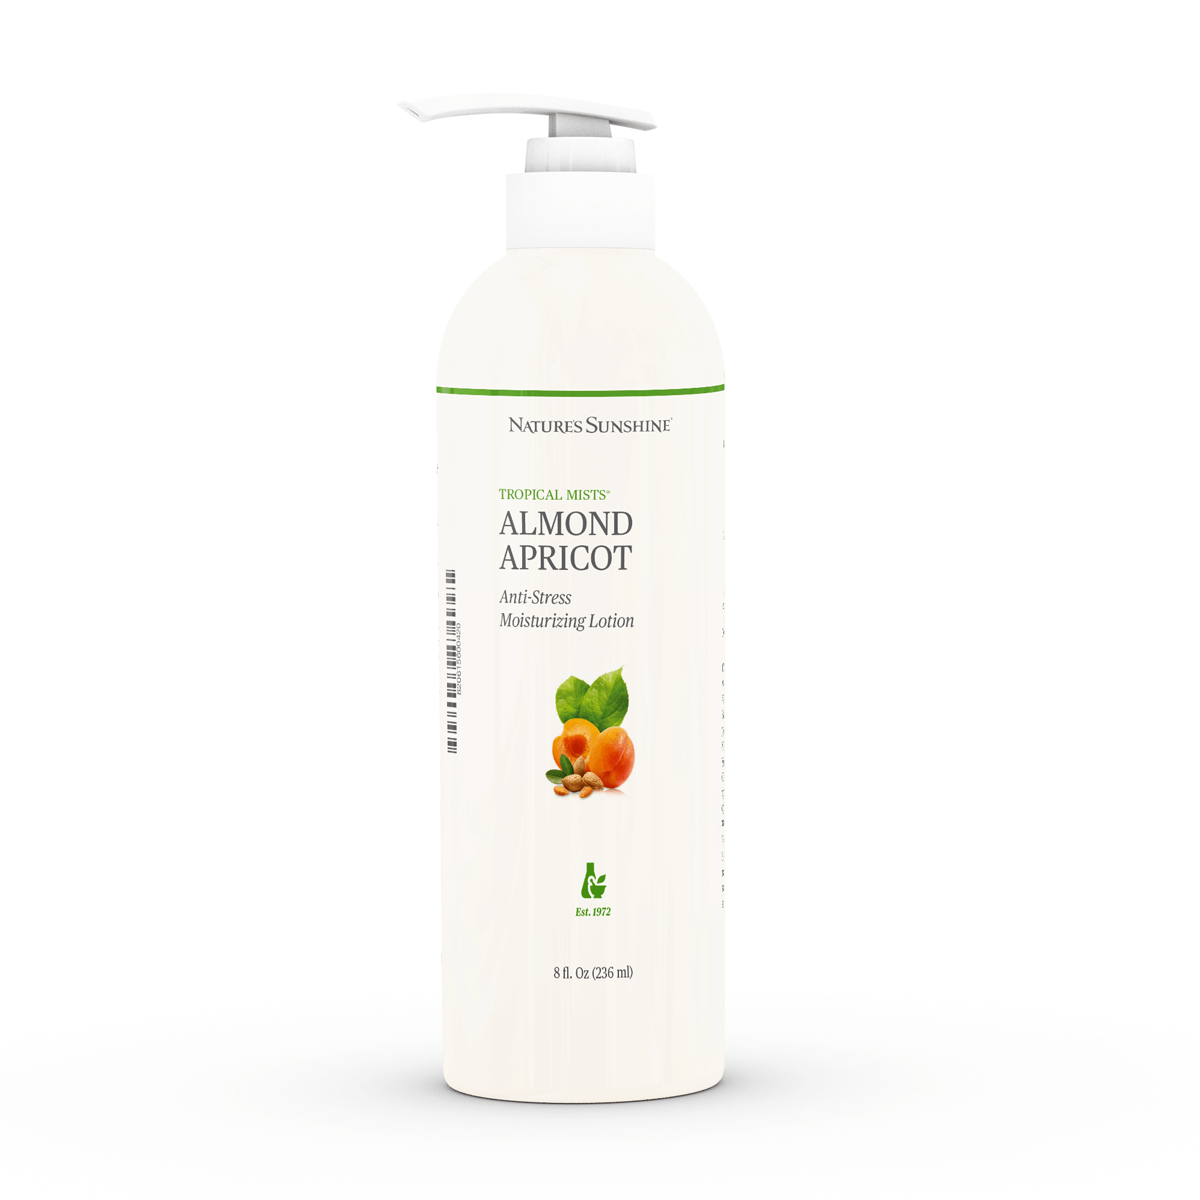 NATURE'S SUNSHINE®
TROPICAL MISTS®
ALMOND
APRICOT
Anti-Stress
Moisturizing Lotion
Est. 1972
8 fl. Oz (236 ml)